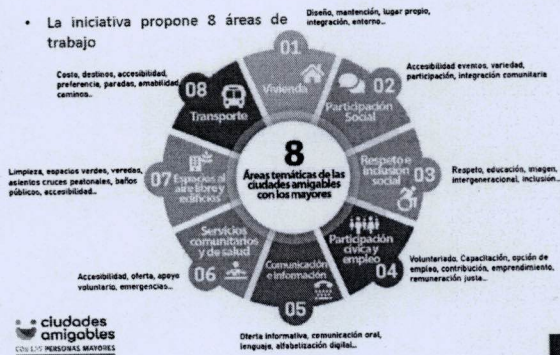 • La iniciativa propone 8 áreas de
trabajo
Diseño, mantención, lugar propio,
integración, entorno...
01
Vivienda
02
Participación
Social
Accesibilidad eventos, variedad,
participación, integración comunitaria
Respeto e
inclusión
social
03
Respeto, educación, imagen,
intergeneracional, inclusión...
Participación
cívica y
empleo
04
Voluntariado, Capacitación, opción de
empleo, contribución, emprendimiento,
remuneración justa...
Comunicación
e información
05
Oferta informativa, comunicación oral,
lenguaje, alfabetización digital...
Servicios
comunitarios
y de salud
06
Accesibilidad, oferta, apoyo
voluntario, emergencias...
07
Espacios al
aire libre y
edificios
Limpieza, espacios verdes, veredas,
asientos cruces peatonales, baños
públicos, accesibilidad...
08
Transporte
Costo, destinos, accesibilidad,
preferencia, paradas, amabilidad,
caminos...
8
Áreas temáticas de las
ciudades amigables
con los mayores
ciudades
amigables
CON LAS PERSONAS MAYORES